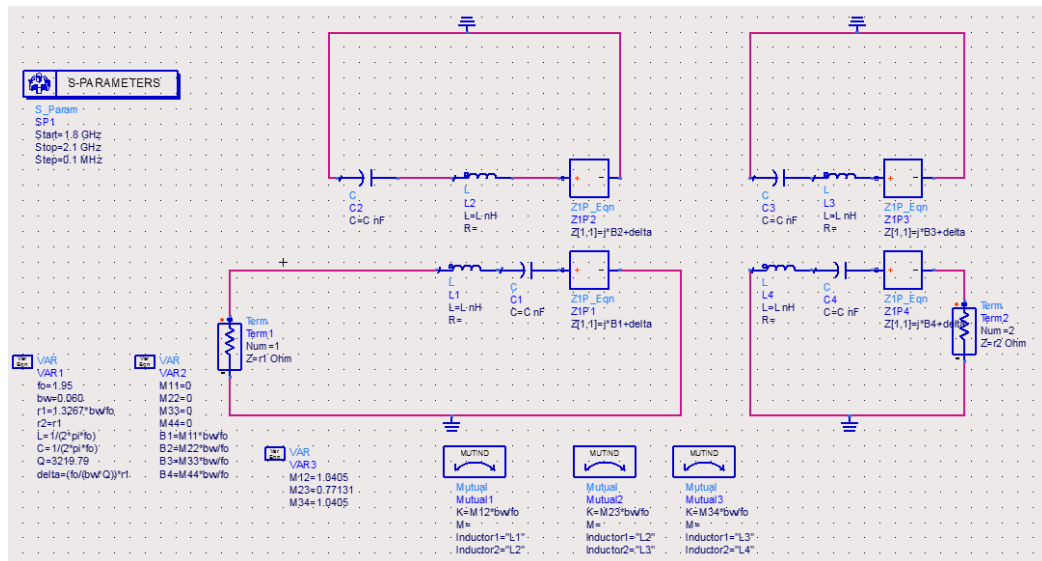 S-PARAMETERS
S_Param
SP1
Start=1.8 GHz
Stop=2.1 GHz
Step=0.1 MHz
C
C2
C=C nF
L
L2
L=L nH
R=
+
-
Z1P_Eqn
Z1P2
Z[1,1]=j*B2+delta
C
C3
C=C nF
L
L3
L=L nH
R=
+
-
Z1P_Eqn
Z1P3
Z[1,1]=j*B3+delta
L
L1
L=L nH
R=
C
C1
C=C nF
+
-
Z1P_Eqn
Z1P1
Z[1,1]=j*B1+delta
L
L4
L=L nH
R=
C
C4
C=C nF
+
-
Z1P_Eqn
Z1P4
Z[1,1]=j*B4+delta
Term
Term1
Num=1
Z=r1 Ohm
Term
Term2
Num=2
Z=r2 Ohm
Var
Eqn
VAR
VAR1
fo=1.95
bw=0.060
r1=1.3267*bw/fo
r2=r1
L=1/(2*pi*fo)
C=1/(2*pi*fo)
Q=3219.79
delta=(fo/(bw*Q))*r1
Var
Eqn
VAR
VAR2
M11=0
M22=0
M33=0
M44=0
B1=M11*bw/fo
B2=M22*bw/fo
B3=M33*bw/fo
B4=M44*bw/fo
Var
Eqn
VAR
VAR3
M12=1.0405
M23=0.77131
M34=1.0405
MUTIND
Mutual
Mutual1
K=M12*bw/fo
M=
Inductor1="L1"
Inductor2="L2"
MUTIND
Mutual
Mutual2
K=M23*bw/fo
M=
Inductor1="L2"
Inductor2="L3"
MUTIND
Mutual
Mutual3
K=M34*bw/fo
M=
Inductor1="L3"
Inductor2="L4"